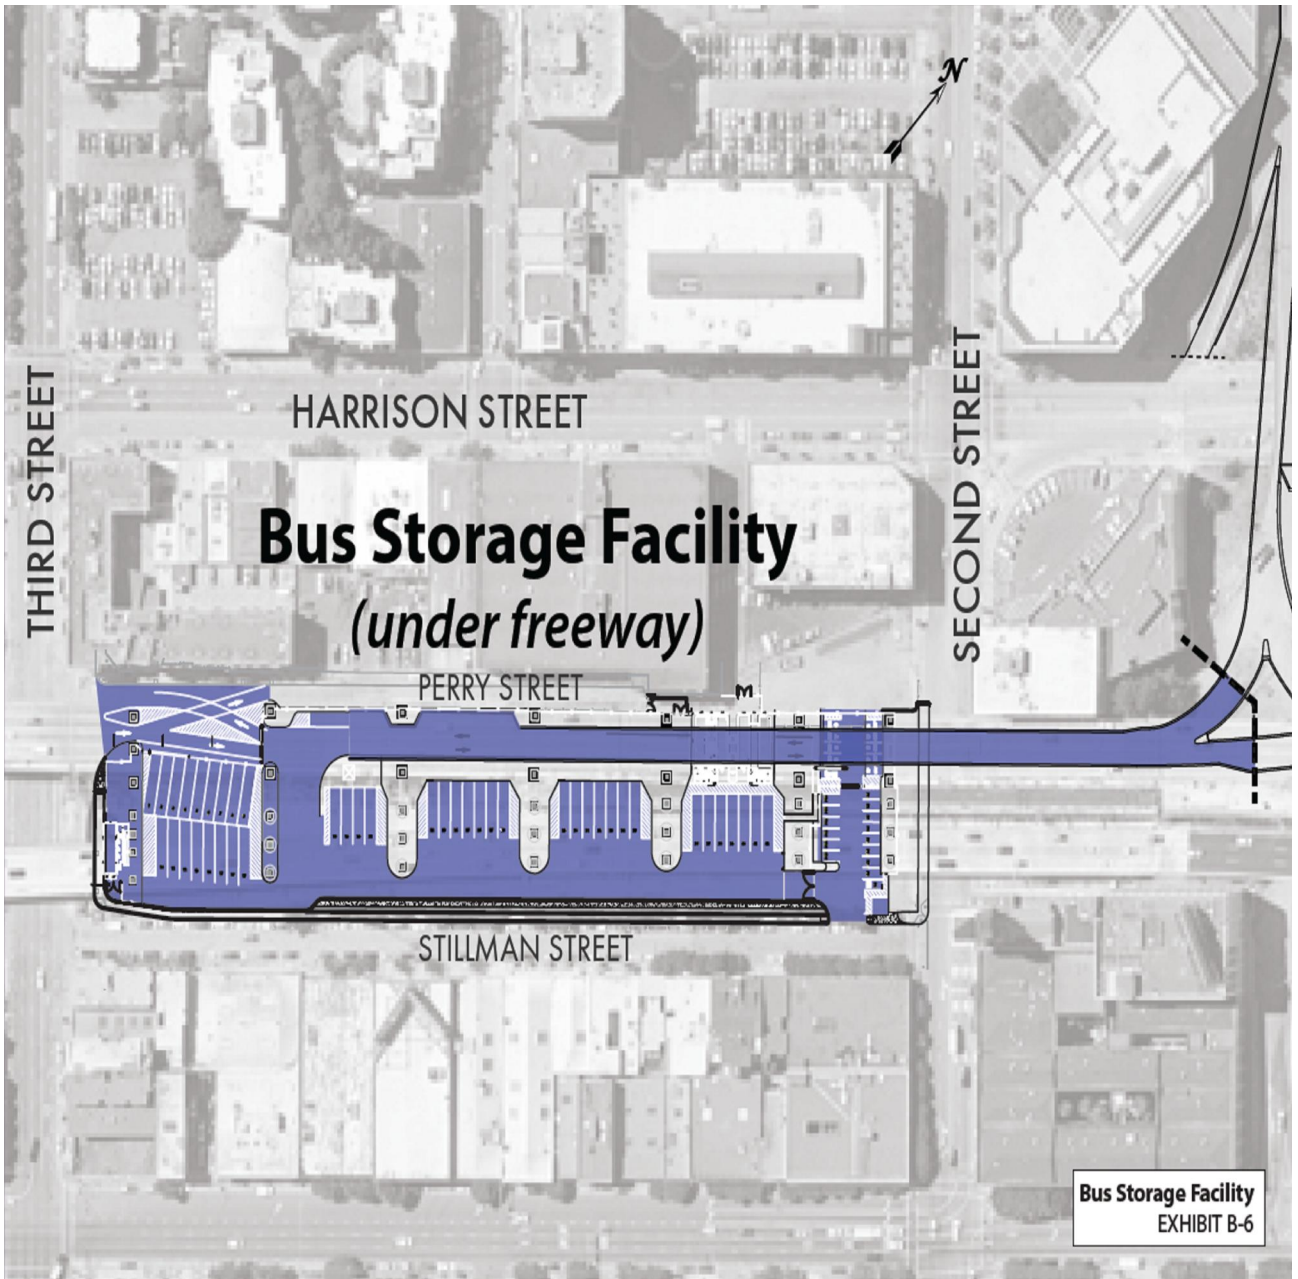 N
HARRISON STREET
THIRD STREET
SECOND STREET
Bus Storage Facility
(under freeway)
PERRY STREET
STILLMAN STREET
Bus Storage Facility
EXHIBIT B-6